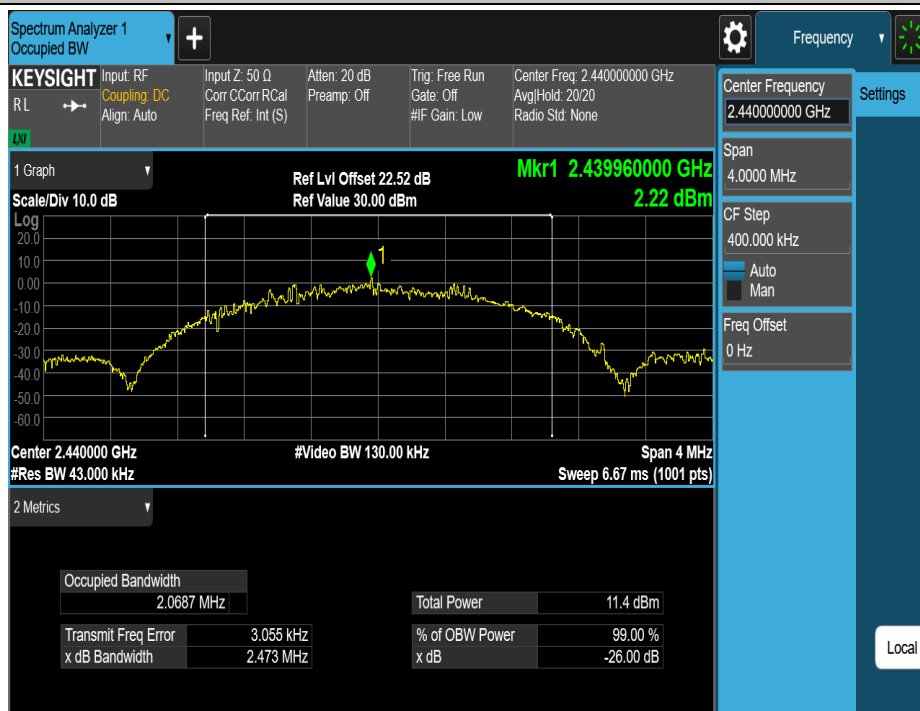 Spectrum Analyzer 1
Occupied BW
+
Frequency
KEYSIGHT
RL
LXI
Input: RF
Coupling: DC
Align: Auto
Input Z: 50 Ω
Corr CCorr RCal
Freq Ref: Int (S)
Atten: 20 dB
Preamp: Off
Trig: Free Run
Gate: Off
#IF Gain: Low
Center Freq: 2.440000000 GHz
Avg|Hold: 20/20
Radio Std: None
Center Frequency
2.440000000 GHz
Settings
Span
4.0000 MHz
CF Step
400.000 kHz
Auto
Man
Freq Offset
0 Hz
1 Graph
Scale/Div 10.0 dB
Ref Lvl Offset 22.52 dB
Ref Value 30.00 dBm
Mkr1 2.439960000 GHz
2.22 dBm
Log
20.0
10.0
0.00
-10.0
-20.0
-30.0
-40.0
-50.0
-60.0
1
Center 2.440000 GHz
#Res BW 43.000 kHz
#Video BW 130.00 kHz
Span 4 MHz
Sweep 6.67 ms (1001 pts)
2 Metrics
Occupied Bandwidth
2.0687 MHz
Total Power 11.4 dBm
Transmit Freq Error 3.055 kHz
% of OBW Power 99.00 %
x dB Bandwidth 2.473 MHz
x dB -26.00 dB
Local